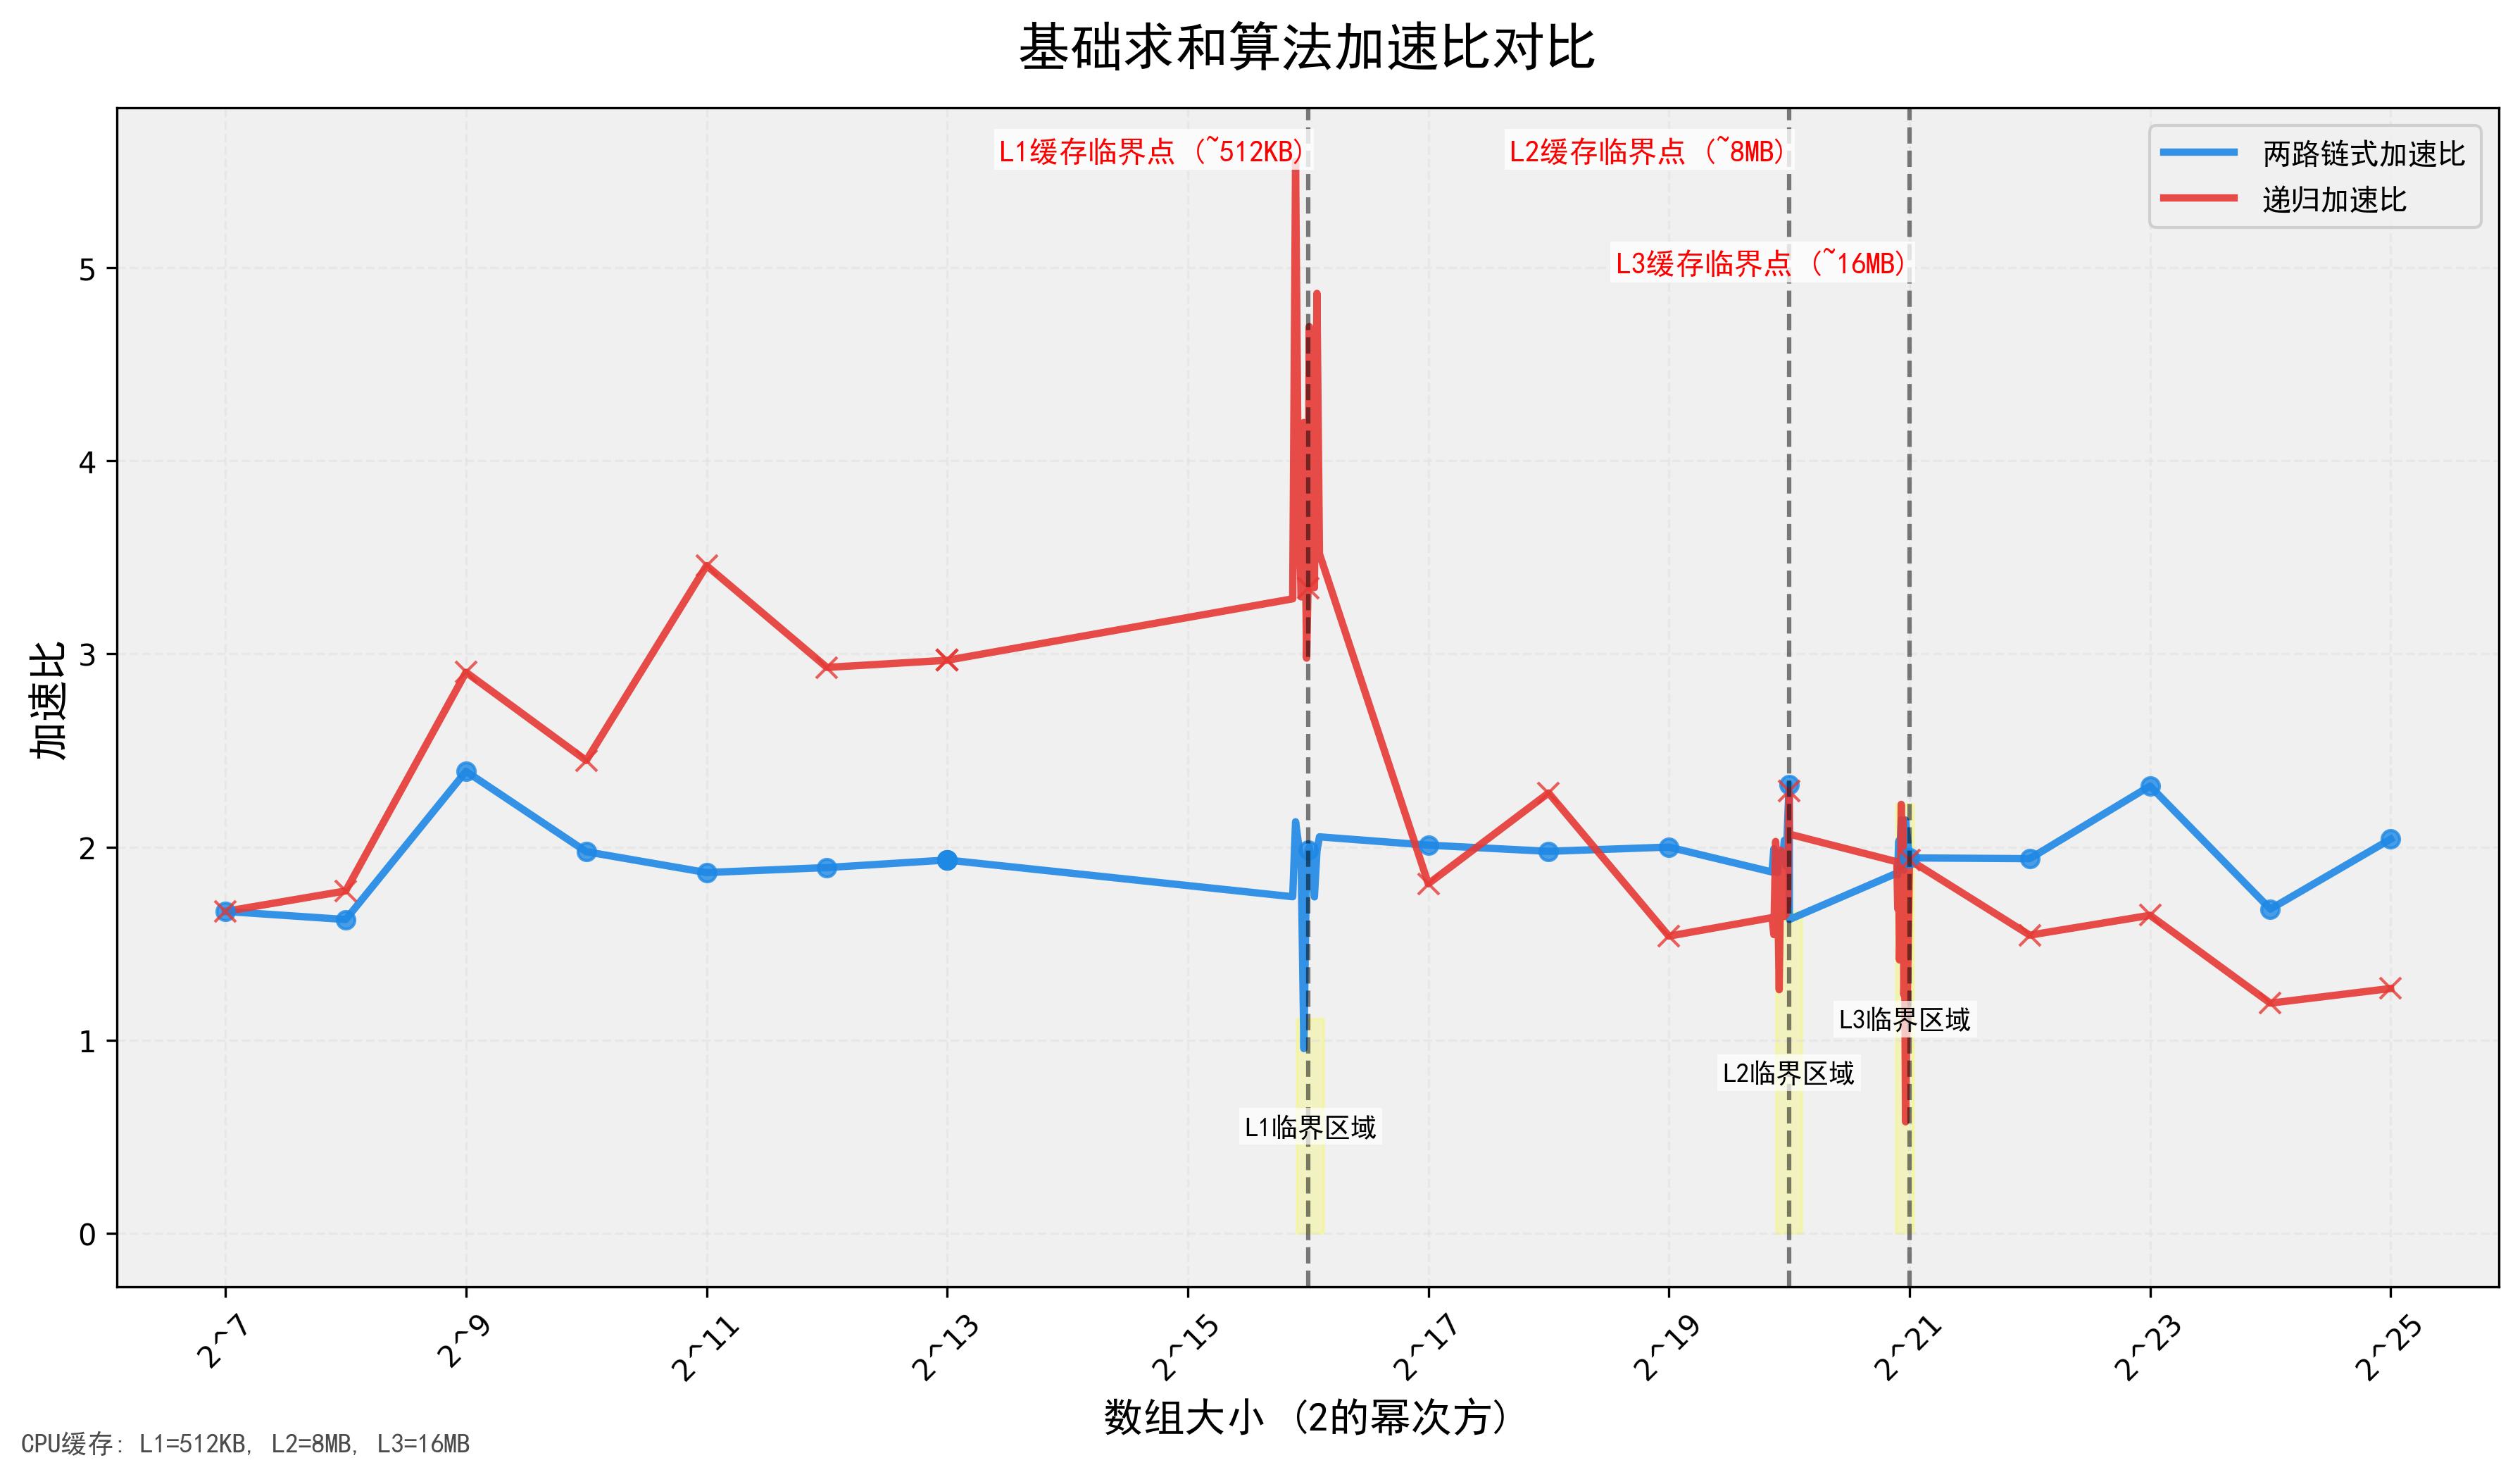 基础求和算法加速比对比
L1缓存临界点 (~512KB)
L2缓存临界点 (~8MB)
L3缓存临界点 (~16MB)
两路链式加速比
递归加速比
加速比
5
4
3
2
1
0
L3临界区域
L2临界区域
L1临界区域
2^7
2^9
2^11
2^13
2^15
2^17
2^19
2^21
2^23
2^25
数组大小 (2的幂次方)
CPU缓存: L1=512KB, L2=8MB, L3=16MB